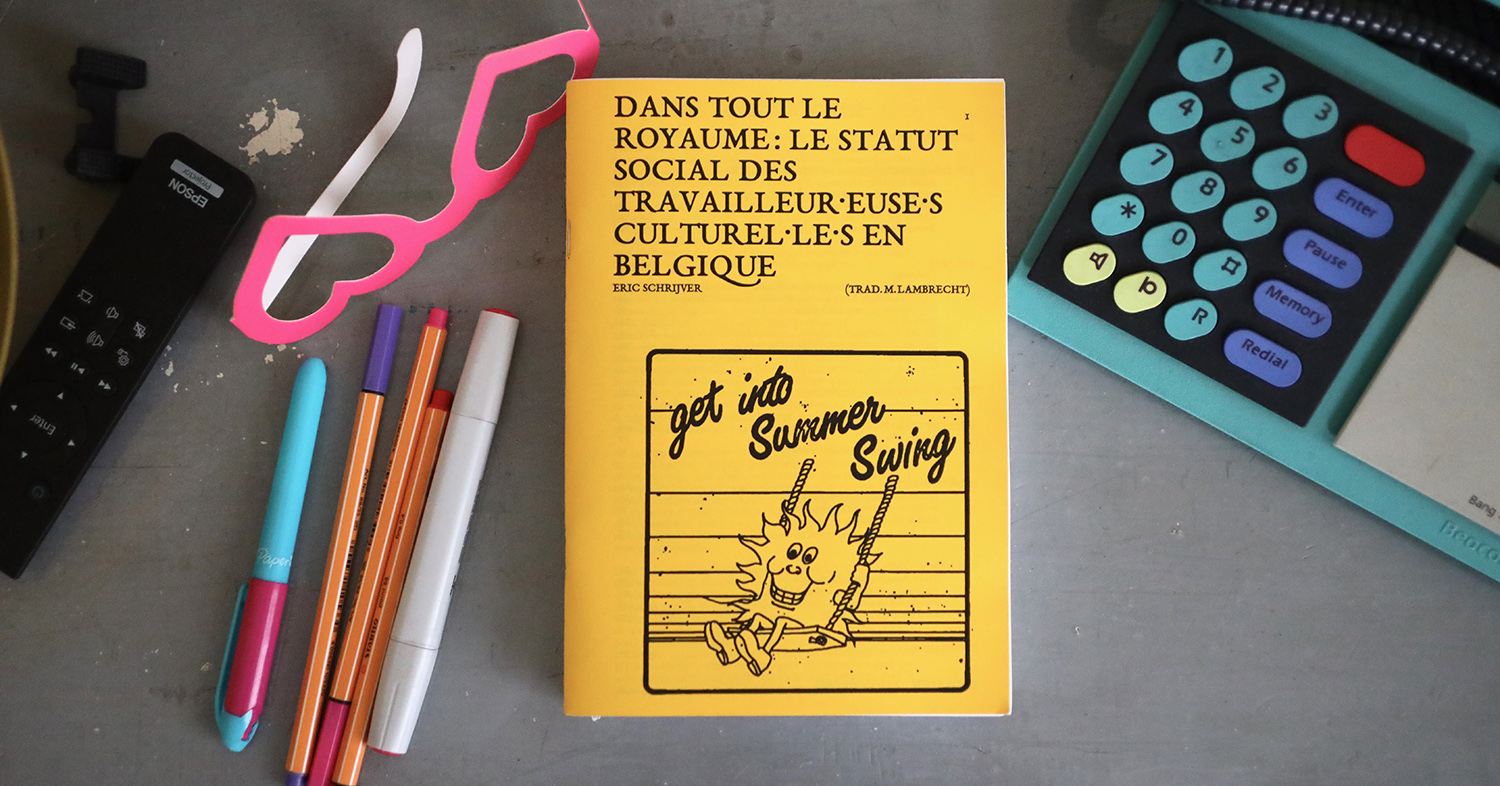 DANS TOUT LE
ROYAUME : LE STATUT
SOCIAL DES
TRAVAILLEUR·EUSE·S
CULTUREL·LE·S EN
BELGIQUE
I
ERIC SCHRIJVER
(TRAD. M. LAMBRECHT)
get into
Summer
Swing
EPSON
Projector
Enter
Paper
1
2
3
4
5
6
7
8
9
*
0
R
Enter
Pause
Memory
Redial
Bang
Beoco